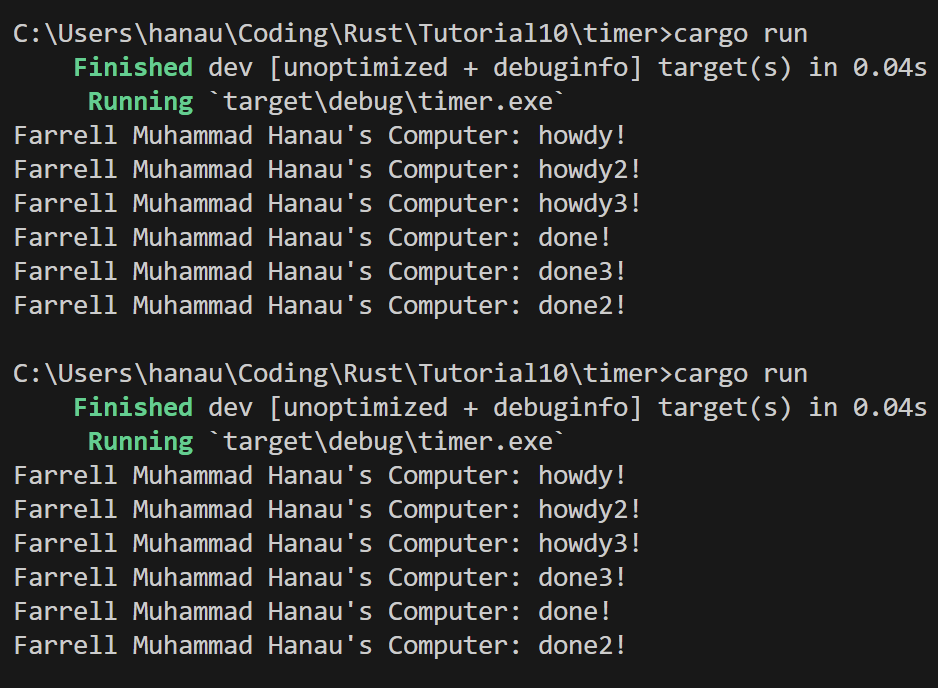 C:\Users\hanau\Coding\Rust\Tutorial10\timer>cargo run
    Finished dev [unoptimized + debuginfo] target(s) in 0.04s
     Running `target\debug\timer.exe`
Farrell Muhammad Hanau's Computer: howdy!
Farrell Muhammad Hanau's Computer: howdy2!
Farrell Muhammad Hanau's Computer: howdy3!
Farrell Muhammad Hanau's Computer: done!
Farrell Muhammad Hanau's Computer: done3!
Farrell Muhammad Hanau's Computer: done2!

C:\Users\hanau\Coding\Rust\Tutorial10\timer>cargo run
    Finished dev [unoptimized + debuginfo] target(s) in 0.04s
     Running `target\debug\timer.exe`
Farrell Muhammad Hanau's Computer: howdy!
Farrell Muhammad Hanau's Computer: howdy2!
Farrell Muhammad Hanau's Computer: howdy3!
Farrell Muhammad Hanau's Computer: done3!
Farrell Muhammad Hanau's Computer: done!
Farrell Muhammad Hanau's Computer: done2!